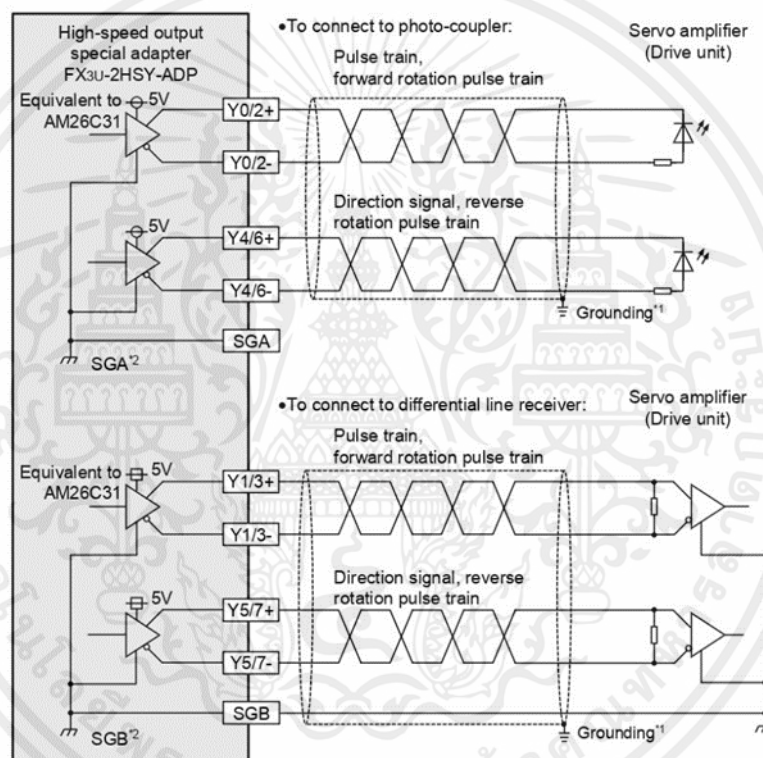 High-speed output
special adapter
FX3U-2HSY-ADP
•To connect to photo-coupler:
Servo amplifier
(Drive unit)
Pulse train,
forward rotation pulse train
Equivalent to
AM26C31
5V
Y0/2+
Y0/2-
Direction signal, reverse
rotation pulse train
5V
Y4/6+
Y4/6-
SGA
SGA*2
Grounding*1
•To connect to differential line receiver:
Servo amplifier
(Drive unit)
Pulse train,
forward rotation pulse train
Equivalent to
AM26C31
5V
Y1/3+
Y1/3-
Direction signal, reverse
rotation pulse train
5V
Y5/7+
Y5/7-
SGB
SGB*2
Grounding*1